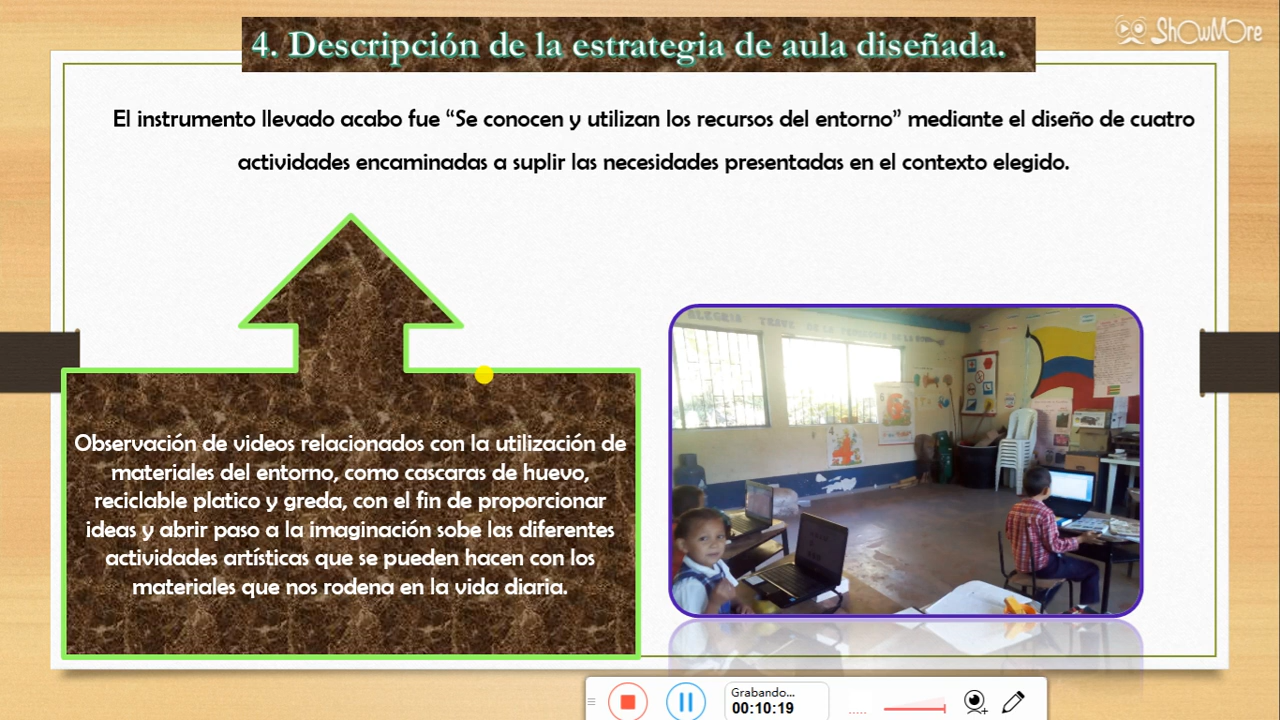 4. Descripción de la estrategia de aula diseñada.
ShOwMOre
El instrumento llevado acabo fue “Se conocen y utilizan los recursos del entorno” mediante el diseño de cuatro
actividades encaminadas a suplir las necesidades presentadas en el contexto elegido.
Observación de videos relacionados con la utilización de
materiales del entorno, como cascaras de huevo,
reciclable platico y greda, con el fin de proporcionar
ideas y abrir paso a la imaginación sobe las diferentes
actividades artísticas que se pueden hacen con los
materiales que nos rodena en la vida diaria.
ALEGRIA
Grabando...
00:10:19